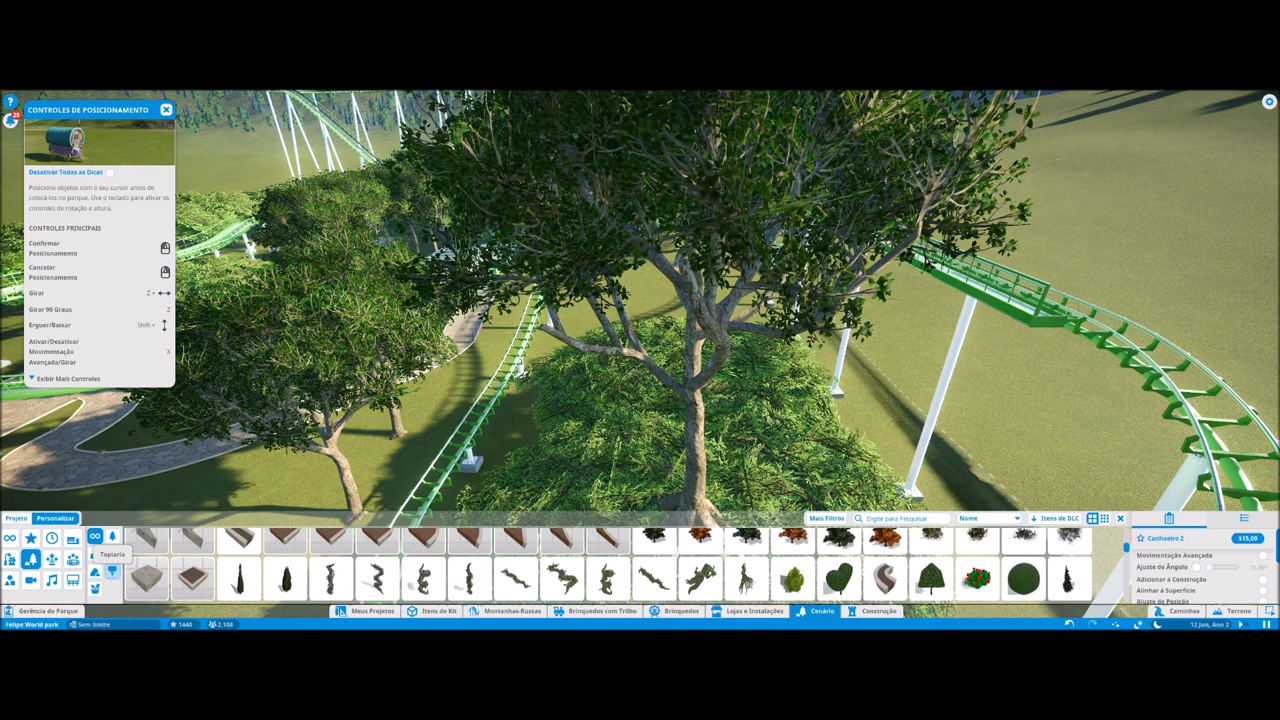 ?
20
CONTROLES DE POSICIONAMENTO
Desativar Todas as Dicas
Posicione objetos com o seu cursor antes de
colocá-los no parque. Use o teclado para ativar os
controles de rotação e altura.
CONTROLES PRINCIPAIS
Confirmar
Posicionamento
Cancelar
Posicionamento
Girar Z +
Girar 90 Graus Z
Erguer/Baixar Shift +
Ativar/Desativar
Movimentação X
Avançada/Girar
Exibir Mais Controles
Projeto Personalizar
Mais Filtros Digite para Pesquisar Nome Itens de DLC
Topiaria
Canhoeiro 2 $15,00
Movimentação Avançada
Ajuste de Ângulo
Adicionar a Construção
Alinhar à Superfície
Ajuste de Posição
Gerência do Parque Meus Projetos Itens do Kit Montanhas-Russas Brinquedos com Trilho Brinquedos Lojas e Instalações Cenário Construção Caminhos Terreno
Felipe World park Sem limite 1440 2.108 12 Jun, Ano 2